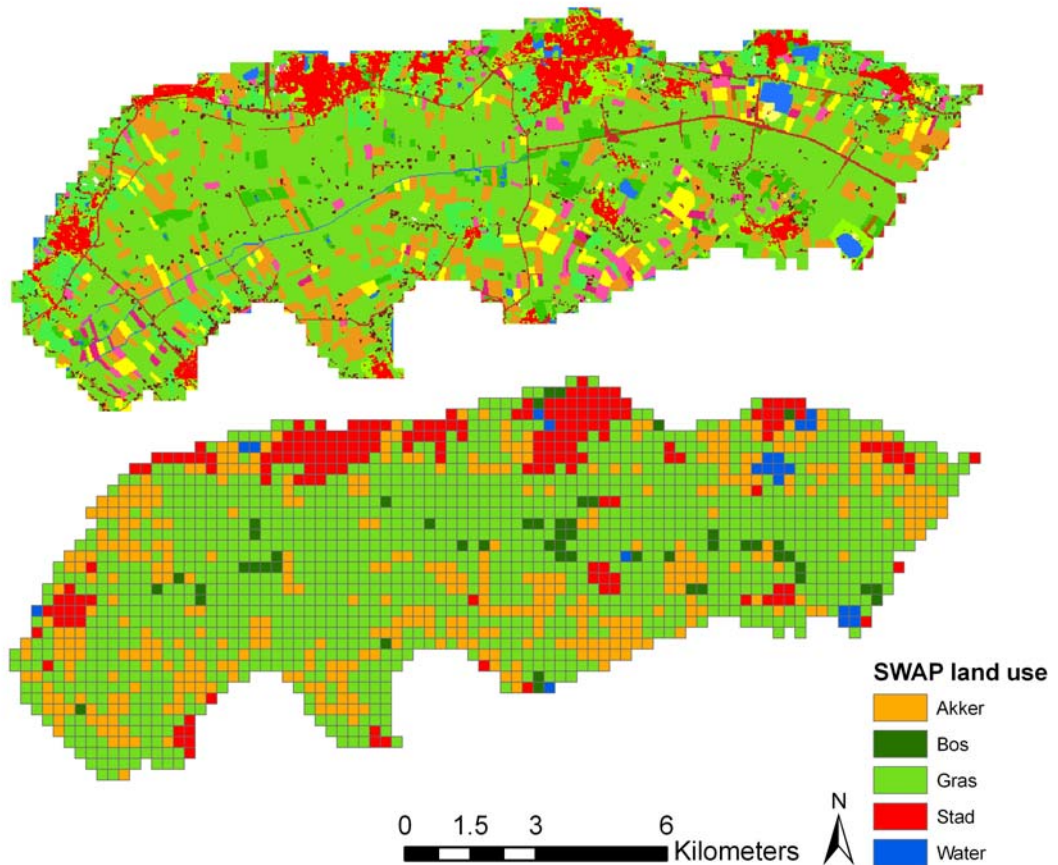 SWAP land use
Akker
Bos
Gras
Stad
Water
N
0 1.5 3 6
Kilometers